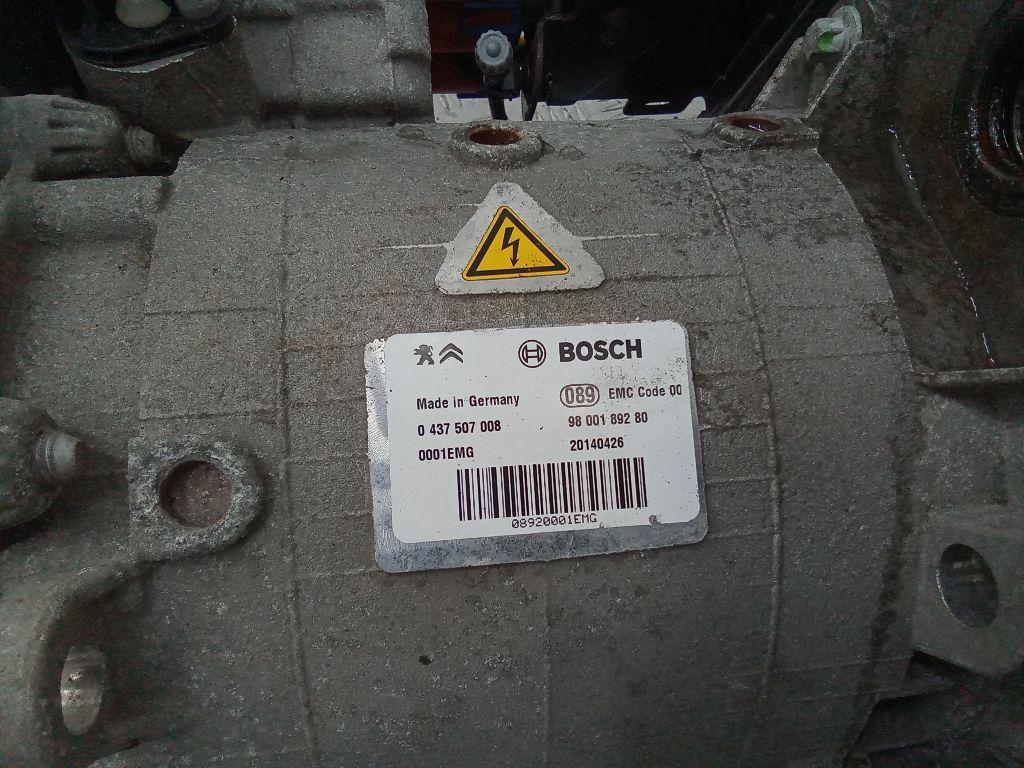 BOSCH
Made in Germany 089 EMC Code 00
0 437 507 008 98 001 892 80
0001EMG 20140426
08920001EMG